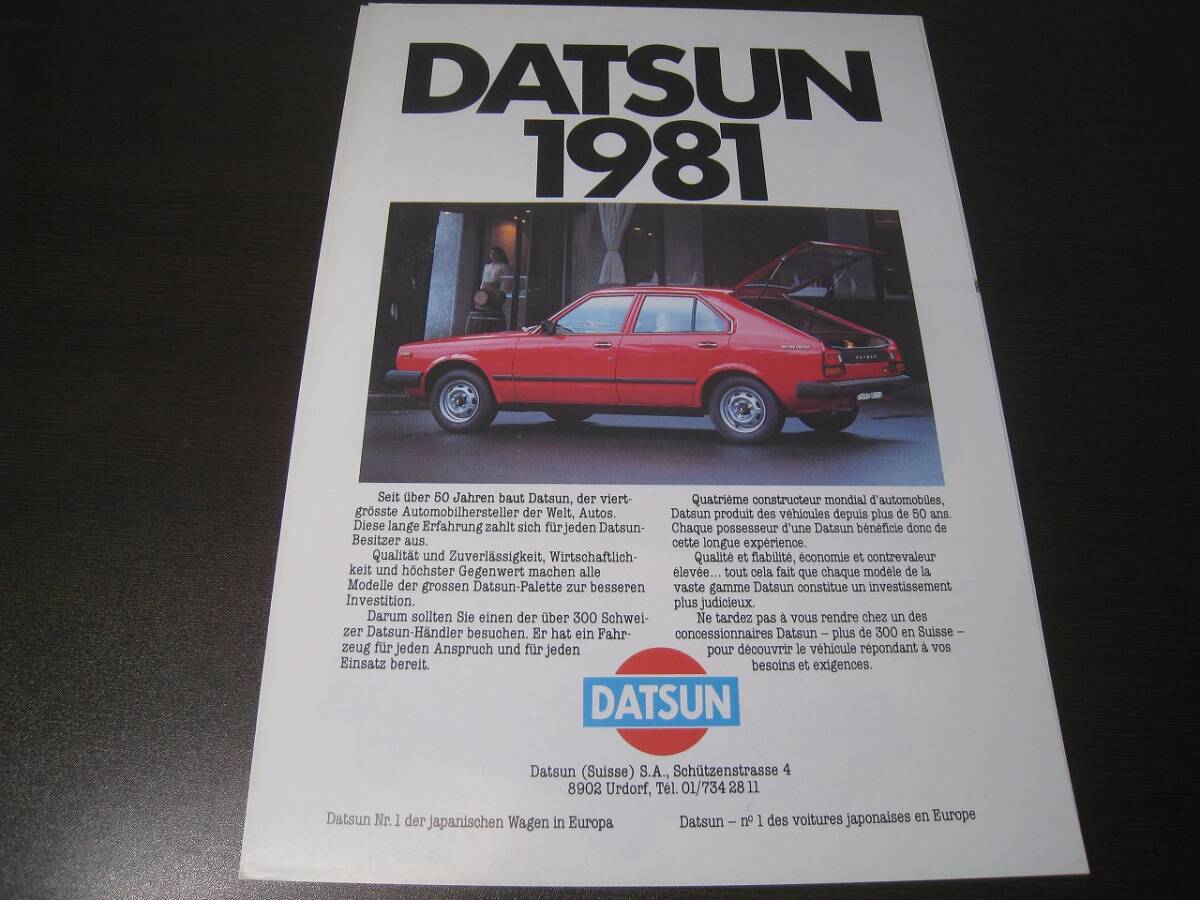 DATSUN
1981
DATSUN
Seit über 50 Jahren baut Datsun, der viert-
grösste Automobilhersteller der Welt, Autos.
Diese lange Erfahrung zahlt sich für jeden Datsun-
Besitzer aus.
Qualität und Zuverlässigkeit, Wirtschaftlich-
keit und höchster Gegenwert machen alle
Modelle der grossen Datsun-Palette zur besseren
Investition.
Darum sollten Sie einen der über 300 Schwei-
zer Datsun-Händler besuchen. Er hat ein Fahr-
zeug für jeden Anspruch und für jeden
Einsatz bereit.
Quatrième constructeur mondial d'automobiles,
Datsun produit des véhicules depuis plus de 50 ans.
Chaque possesseur d'une Datsun bénéficie donc de
cette longue expérience.
Qualité et fiabilité, économie et contrevaleur
élevée... tout cela fait que chaque modèle de la
vaste gamme Datsun constitue un investissement
plus judicieux.
Ne tardez pas à vous rendre chez un des
concessionnaires Datsun – plus de 300 en Suisse –
pour découvrir le véhicule répondant à vos
besoins et exigences.
DATSUN
Datsun (Suisse) S.A., Schützenstrasse 4
8902 Urdorf, Tél. 01/734 28 11
Datsun Nr. 1 der japanischen Wagen in Europa
Datsun – nº 1 des voitures japonaises en Europe